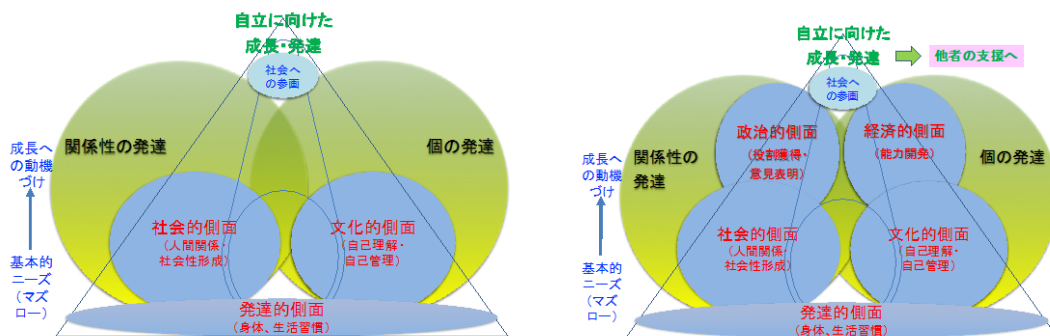 自立に向けた
成長・発達
社会へ
の参画
関係性の発達
個の発達
成長へ
の動機
づけ
社会的側面
(人間関係・
社会性形成)
文化的側面
(自己理解・
自己管理)
基本的
ニーズ
(マズ
ロー)
発達的側面
(身体、生活習慣)
自立に向けた
成長・発達
他者の支援へ
社会へ
の参画
政治的側面
(役割獲得・
意見表明)
経済的側面
(能力開発)
関係性の
発達
個の発達
成長へ
の動機
づけ
社会的側面
(人間関係・
社会性形成)
文化的側面
(自己理解・
自己管理)
基本的
ニーズ
(マズ
ロー)
発達的側面
(身体、生活習慣)